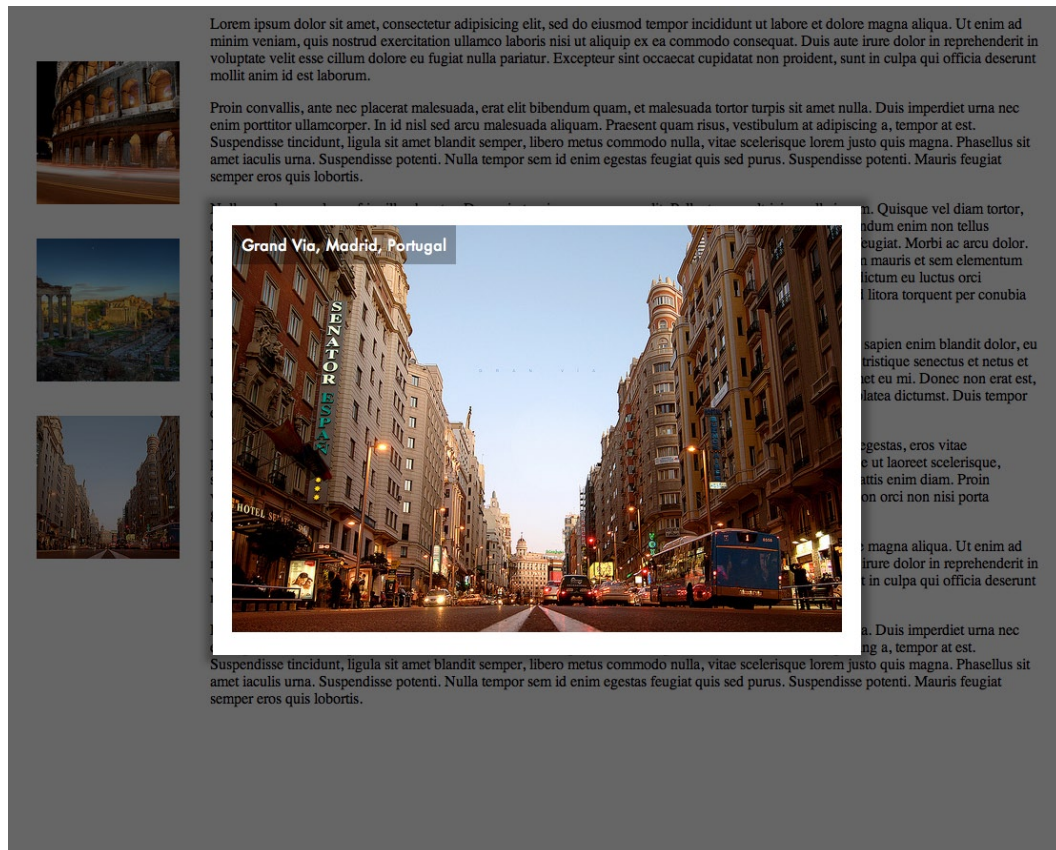 Lorem ipsum dolor sit amet, consectetur adipisicing elit, sed do eiusmod tempor incididunt ut labore et dolore magna aliqua. Ut enim ad
minim veniam, quis nostrud exercitation ullamco laboris nisi ut aliquip ex ea commodo consequat. Duis aute irure dolor in reprehenderit in
voluptate velit esse cillum dolore eu fugiat nulla pariatur. Excepteur sint occaecat cupidatat non proident, sunt in culpa qui officia deserunt
mollit anim id est laborum.
Proin convallis, ante nec placerat malesuada, erat elit bibendum quam, et malesuada tortor turpis sit amet nulla. Duis imperdiet urna nec
enim porttitor ullamcorper. In id nisl sed arcu malesuada aliquam. Praesent quam risus, vestibulum at adipiscing a, tempor at est.
Suspendisse tincidunt, ligula sit amet blandit semper, libero metus commodo nulla, vitae scelerisque lorem justo quis magna. Phasellus sit
amet iaculis urna. Suspendisse potenti. Nulla tempor sem id enim egestas feugiat quis sed purus. Suspendisse potenti. Mauris feugiat
semper eros quis lobortis.
Quisque vel diam tortor,
enim non tellus
Morbi ac arcu dolor.
mauris et sem elementum
dictum eu luctus orci
litora torquent per conubia
Grand Via, Madrid, Portugal
SENATOR ESPAÑ
GRAN VIA
HOTEL SE
1
sapien enim blandit dolor, eu
tristique senectus et netus et
eu mi. Donec non erat est,
dictumst. Duis tempor
egestas, eros vitae
ut laoreet scelerisque,
enim diam. Proin
orci non nisi porta
magna aliqua. Ut enim ad
irure dolor in reprehenderit in
in culpa qui officia deserunt
Duis imperdiet urna nec
a, tempor at est.
Suspendisse tincidunt, ligula sit amet blandit semper, libero metus commodo nulla, vitae scelerisque lorem justo quis magna. Phasellus sit
amet iaculis urna. Suspendisse potenti. Nulla tempor sem id enim egestas feugiat quis sed purus. Suspendisse potenti. Mauris feugiat
semper eros quis lobortis.